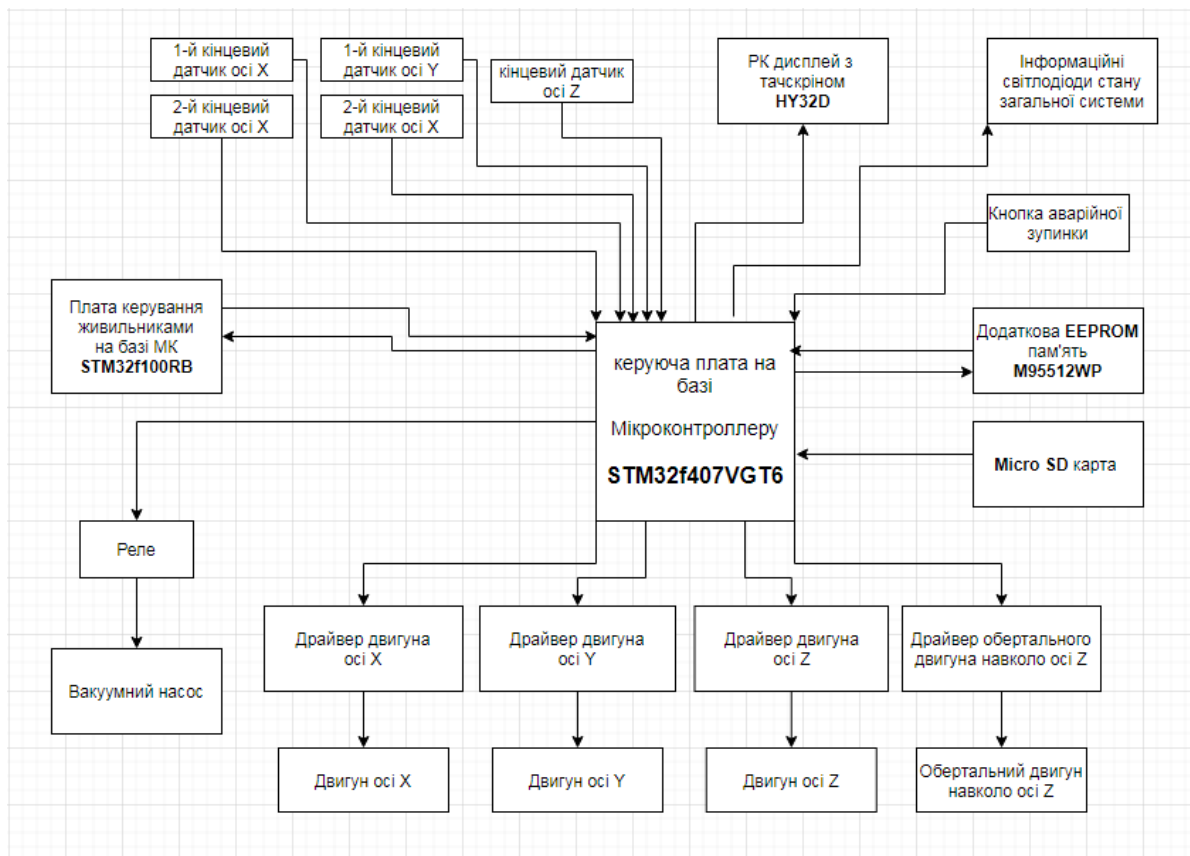 1-й кінцевий
датчик осі X
1-й кінцевий
датчик осі Y
кінцевий датчик
осі Z
2-й кінцевий
датчик осі X
2-й кінцевий
датчик осі X
РК дисплей з
тачскріном
HY32D
Інформаційні
світлодіоди стану
загальної системи
Кнопка аварійної
зупинки
Плата керування
живильниками
на базі МК
STM32f100RB
керуюча плата на
базі
Мікроконтроллеру
STM32f407VGT6
Додаткова EEPROM
пам'ять
M95512WP
Micro SD карта
Реле
Вакуумний насос
Драйвер двигуна
осі X
Драйвер двигуна
осі Y
Драйвер двигуна
осі Z
Драйвер обертального
двигуна навколо осі Z
Двигун осі X
Двигун осі Y
Двигун осі Z
Обертальний двигун
навколо осі Z